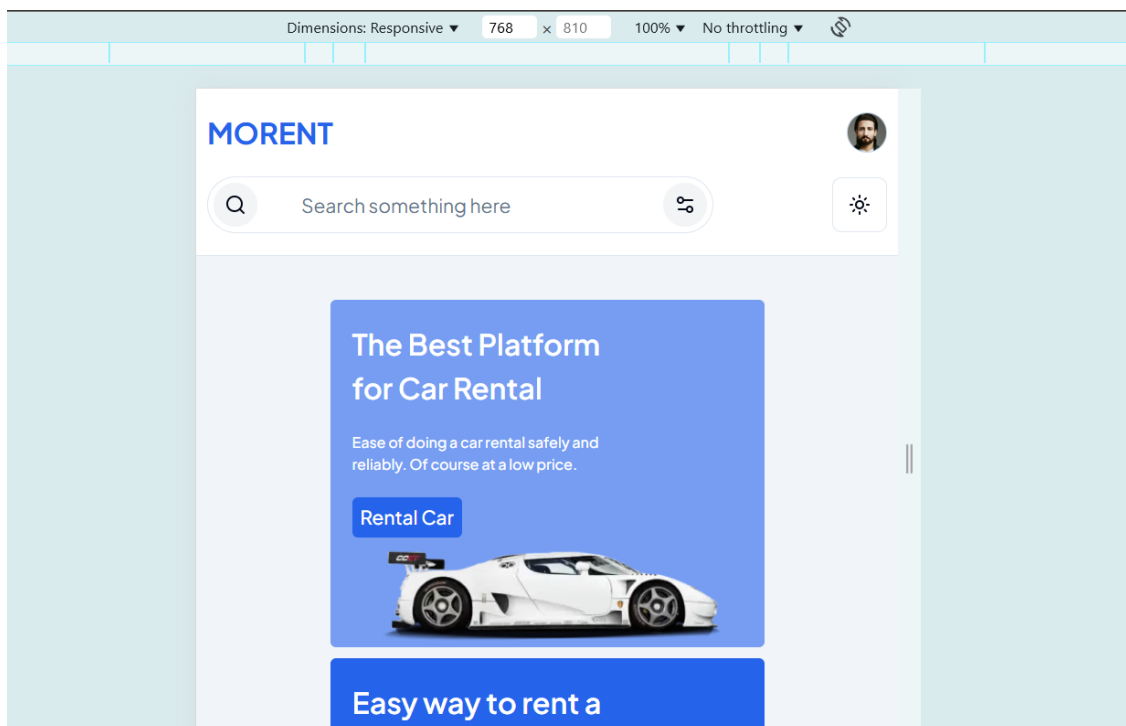 Dimensions: Responsive ▼ 768 × 810 100% ▼ No throttling ▼
MORENT
Search something here
The Best Platform
for Car Rental
Ease of doing a car rental safely and
reliably. Of course at a low price.
Rental Car
Easy way to rent a